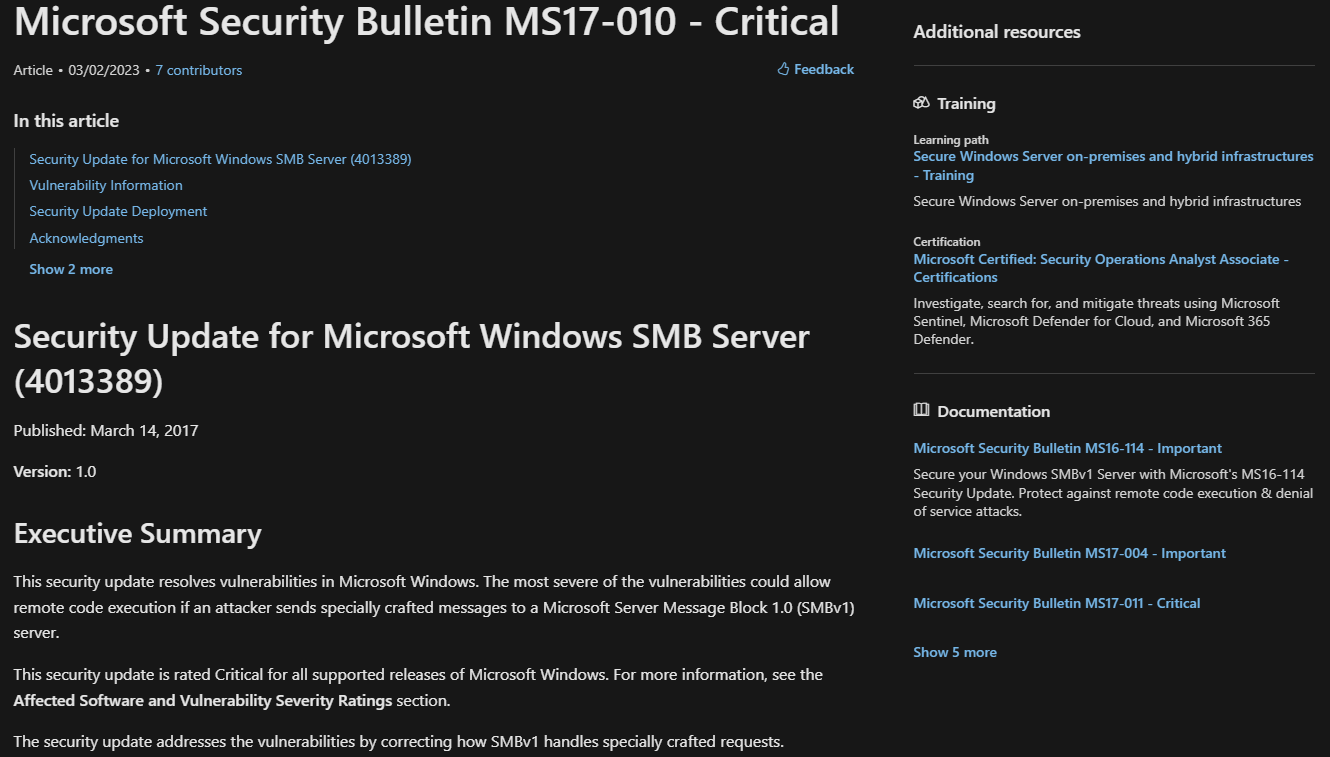 Microsoft Security Bulletin MS17-010 - Critical
Article • 03/02/2023 • 7 contributors
Feedback
In this article
Security Update for Microsoft Windows SMB Server (4013389)
Vulnerability Information
Security Update Deployment
Acknowledgments
Show 2 more
Security Update for Microsoft Windows SMB Server
(4013389)
Published: March 14, 2017
Version: 1.0
Executive Summary
This security update resolves vulnerabilities in Microsoft Windows. The most severe of the vulnerabilities could allow
remote code execution if an attacker sends specially crafted messages to a Microsoft Server Message Block 1.0 (SMBv1)
server.
This security update is rated Critical for all supported releases of Microsoft Windows. For more information, see the
Affected Software and Vulnerability Severity Ratings section.
The security update addresses the vulnerabilities by correcting how SMBv1 handles specially crafted requests.
Additional resources
Training
Learning path
Secure Windows Server on-premises and hybrid infrastructures
- Training
Secure Windows Server on-premises and hybrid infrastructures
Certification
Microsoft Certified: Security Operations Analyst Associate -
Certifications
Investigate, search for, and mitigate threats using Microsoft
Sentinel, Microsoft Defender for Cloud, and Microsoft 365
Defender.
Documentation
Microsoft Security Bulletin MS16-114 - Important
Secure your Windows SMBv1 Server with Microsoft's MS16-114
Security Update. Protect against remote code execution & denial
of service attacks.
Microsoft Security Bulletin MS17-004 - Important
Microsoft Security Bulletin MS17-011 - Critical
Show 5 more